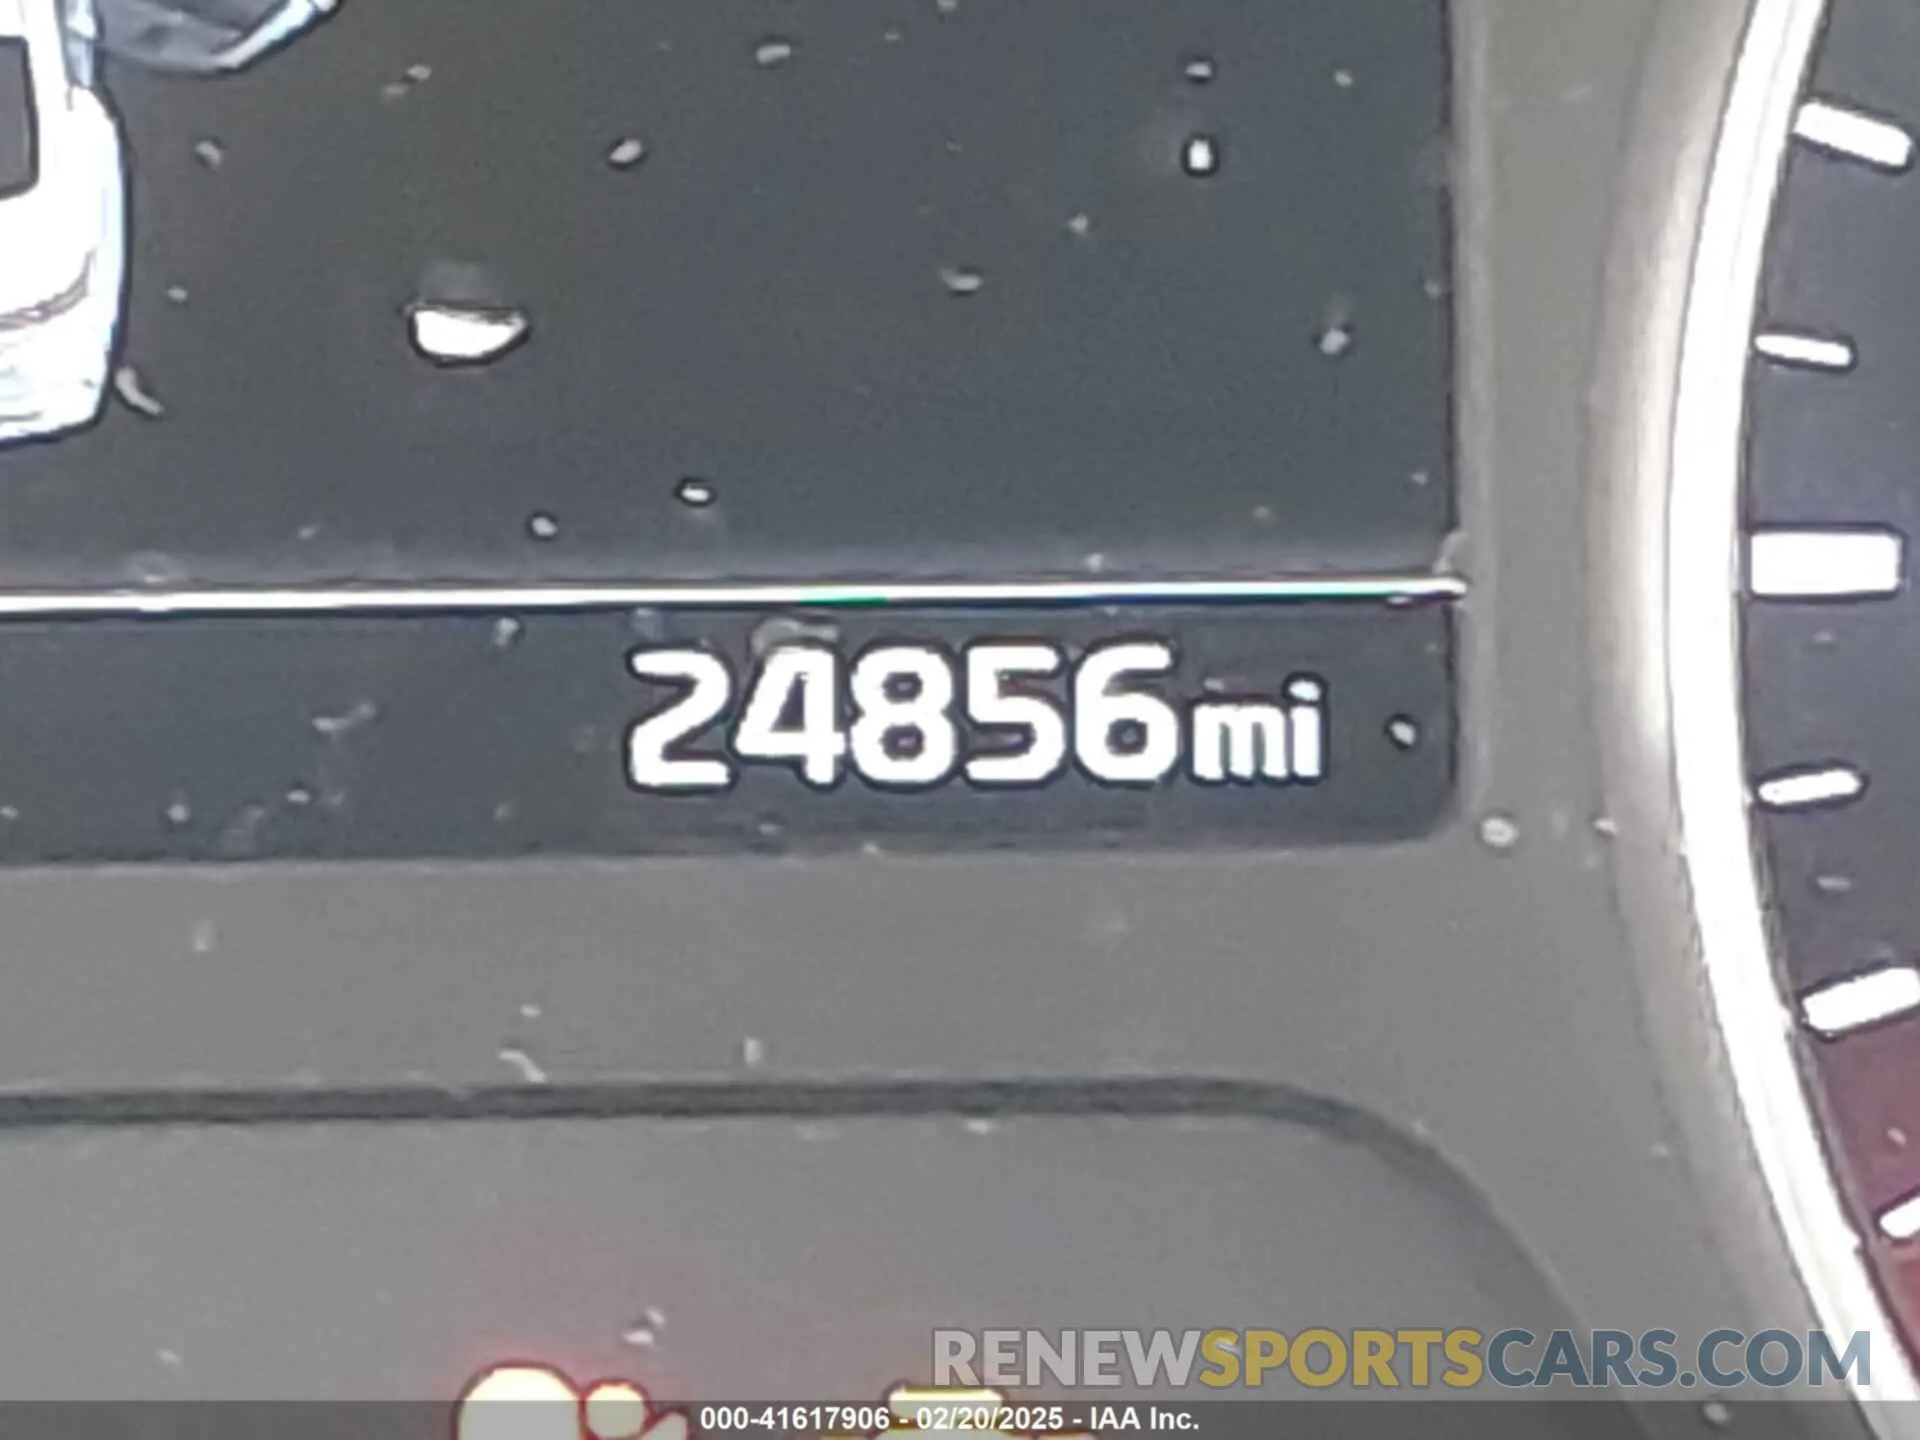 24856mi
RENEWSPORTSCARS.COM
000-41617906 - 02/20/2025 - IAA Inc.